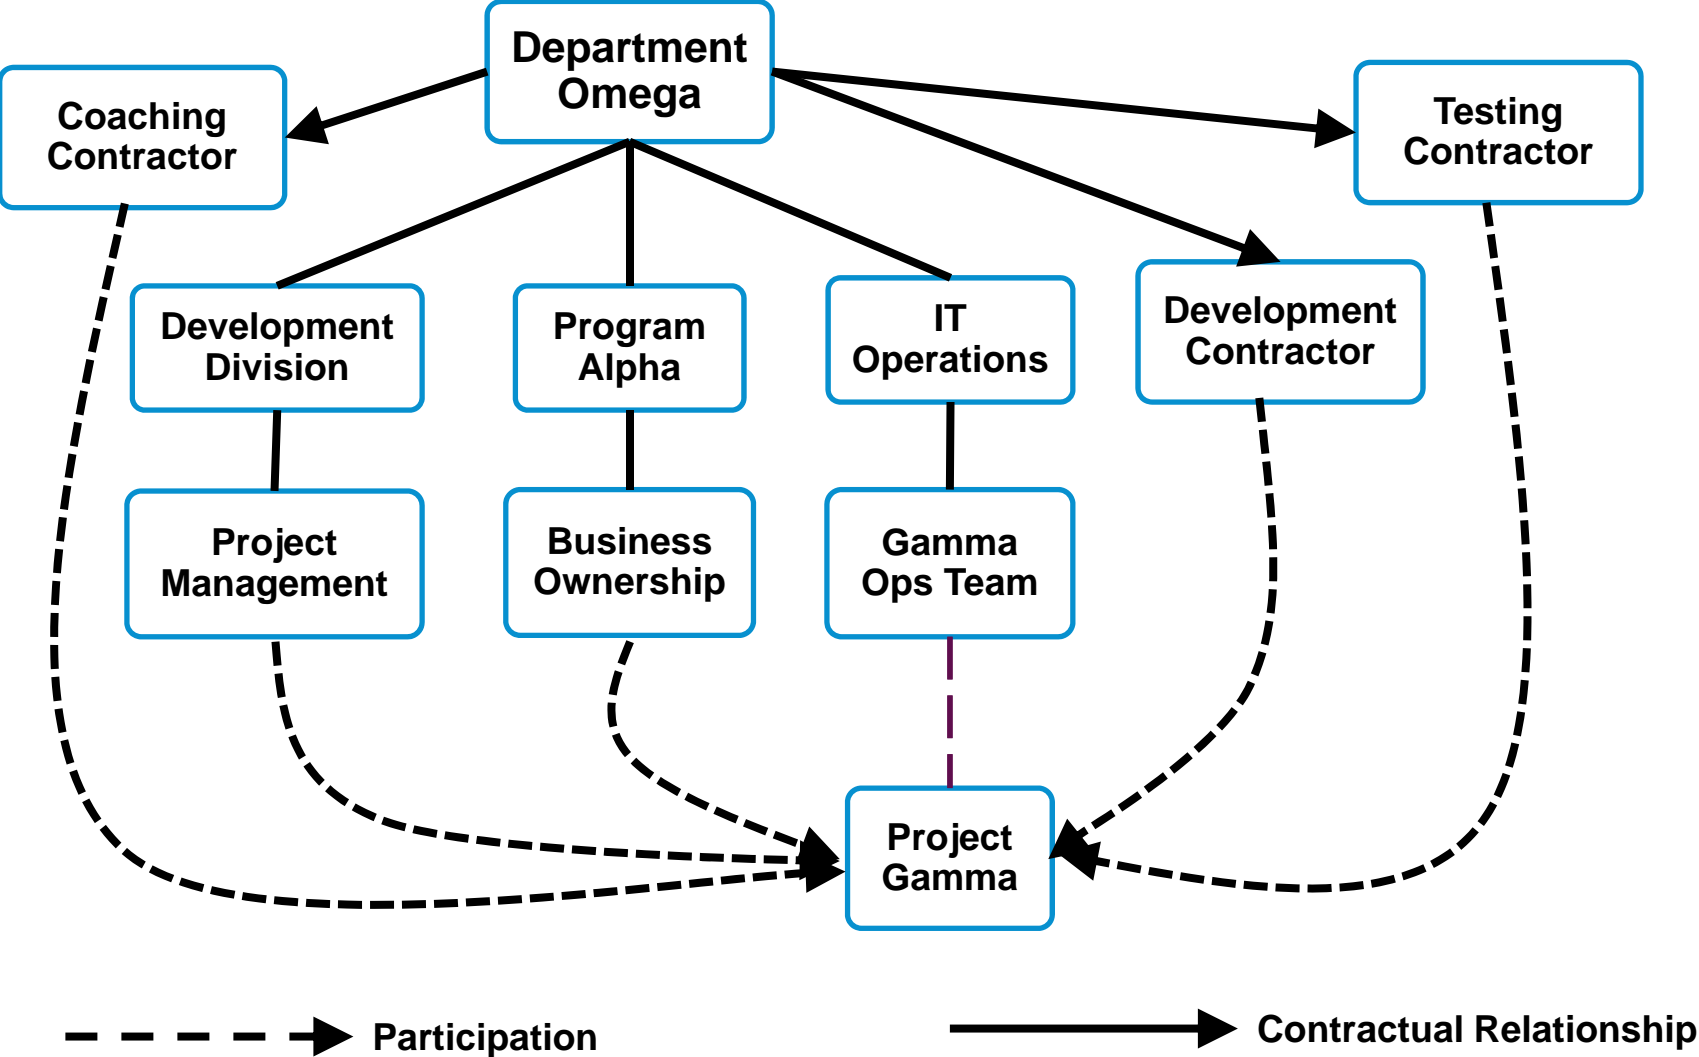 Department
Omega
Coaching
Contractor
Testing
Contractor
Development
Division
Program
Alpha
IT
Operations
Development
Contractor
Project
Management
Business
Ownership
Gamma
Ops Team
Project
Gamma
Participation
Contractual Relationship